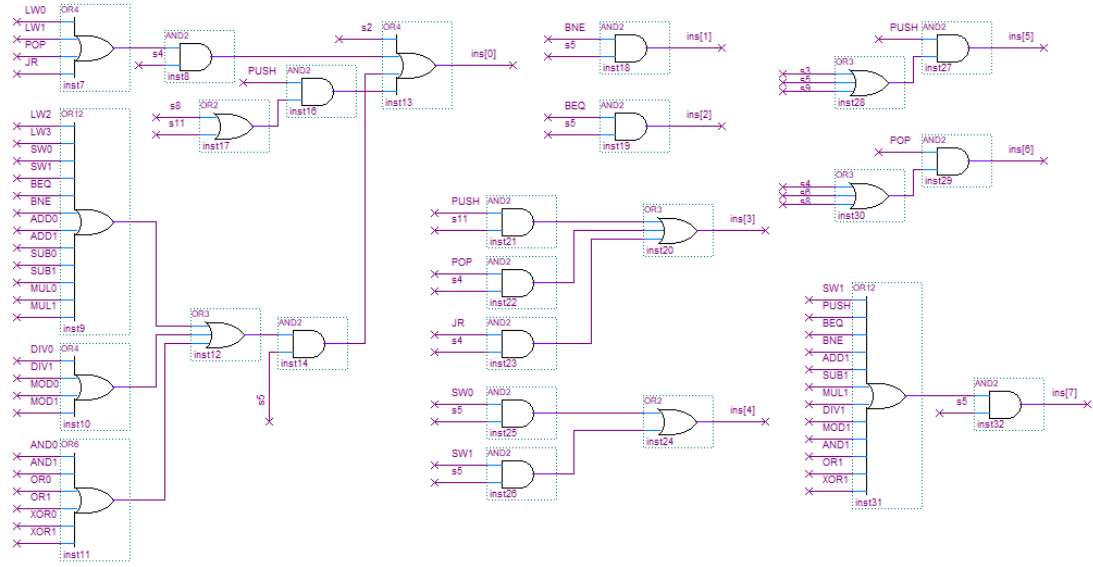 LW0
LW1
POP
JR
OR4
inst7
s4
AND2
inst8
PUSH
s8
s11
OR2
inst17
AND2
inst16
s2
OR4
inst13
ins[0]
LW2
LW3
SW0
SW1
BEQ
BNE
ADD0
ADD1
SUB0
SUB1
MUL0
MUL1
OR12
inst9
DIV0
DIV1
MOD0
MOD1
OR4
inst10
AND0
AND1
OR0
OR1
XOR0
XOR1
OR6
inst11
OR3
inst12
AND2
inst14
s5
BNE
s5
AND2
inst18
ins[1]
BEQ
s5
AND2
inst19
ins[2]
PUSH
s11
AND2
inst21
POP
s4
AND2
inst22
JR
s4
AND2
inst23
OR3
inst20
ins[3]
SW0
s5
AND2
inst25
SW1
s5
AND2
inst26
OR2
inst24
ins[4]
PUSH
AND2
inst27
ins[5]
s3
s5
s9
OR3
inst28
POP
AND2
inst29
ins[6]
s4
s6
s8
OR3
inst30
SW1
PUSH
BEQ
BNE
ADD1
SUB1
MUL1
DIV1
MOD1
AND1
OR1
XOR1
OR12
inst31
s5
AND2
inst32
ins[7]